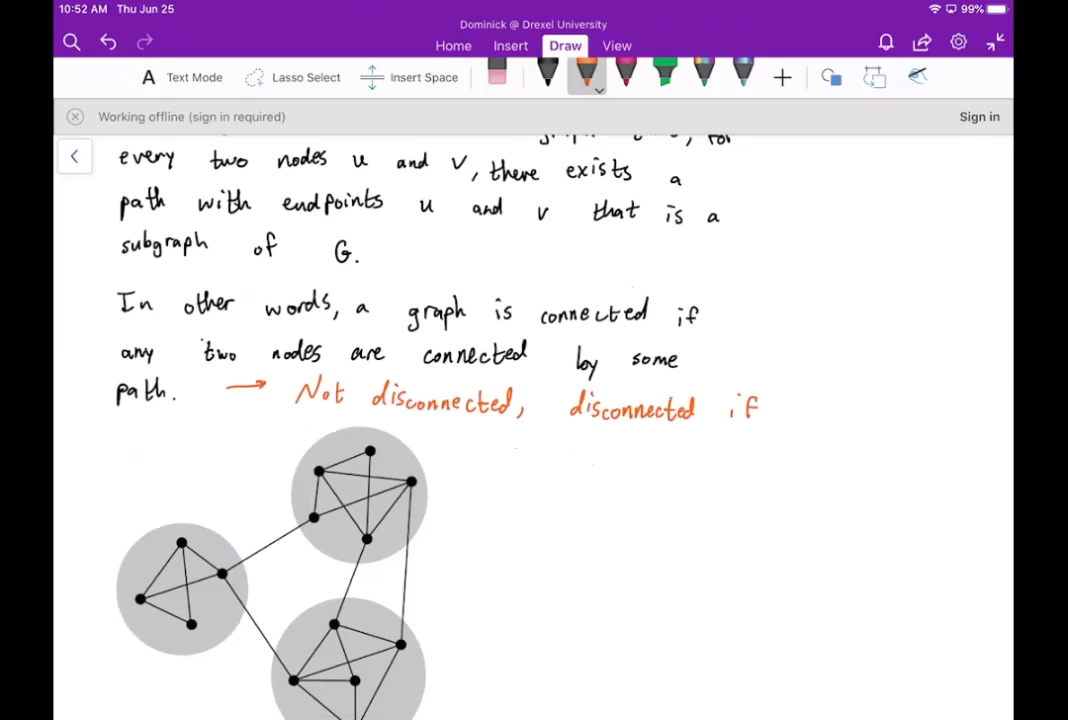 10:52 AM Thu Jun 25
99%
Dominick @ Drexel University
Home Insert Draw View
A Text Mode Lasso Select Insert Space
Working offline (sign in required) Sign in
every two nodes u and v, there exists a
path with endpoints u and v that is a
subgraph of G.
In other words, a graph is connected if
any two nodes are connected by some
path. → Not disconnected, disconnected if